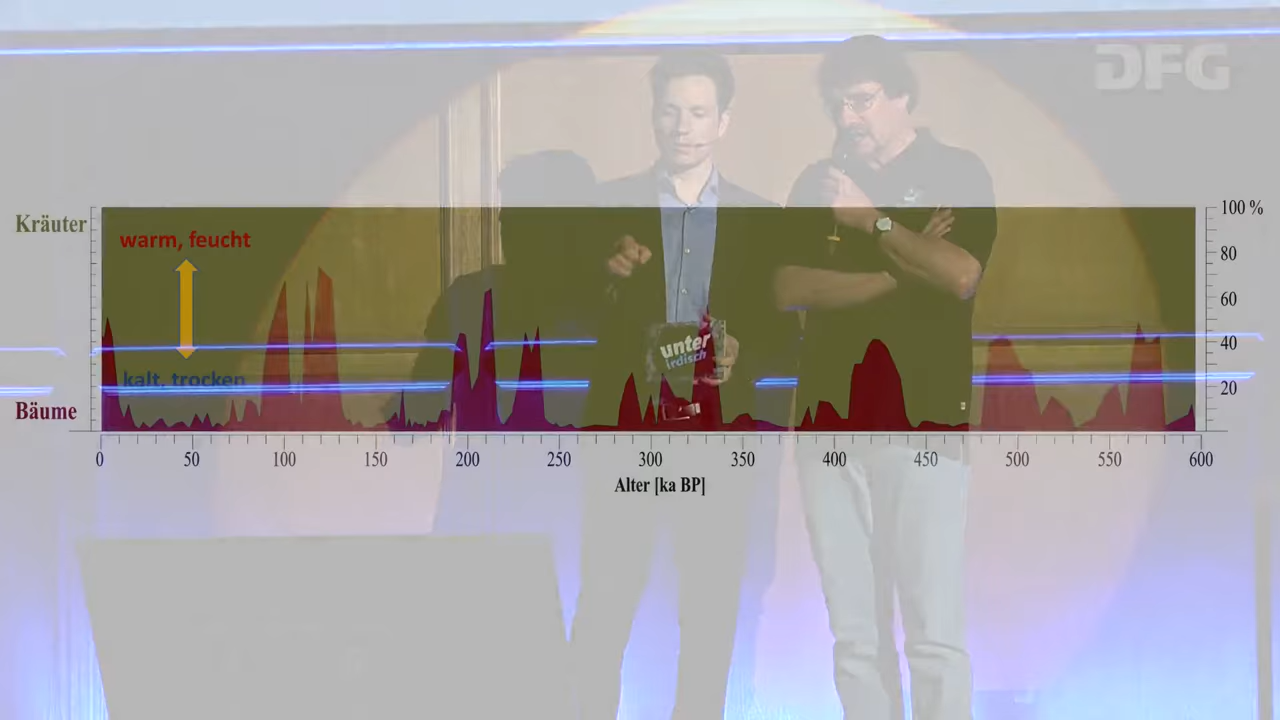 DFG
Kräuter
warm, feucht
kalt, trocken
Bäume
unter
irdisch
100 %
80
60
40
20
0 50 100 150 200 250 300 350 400 450 500 550 600
Alter [ka BP]